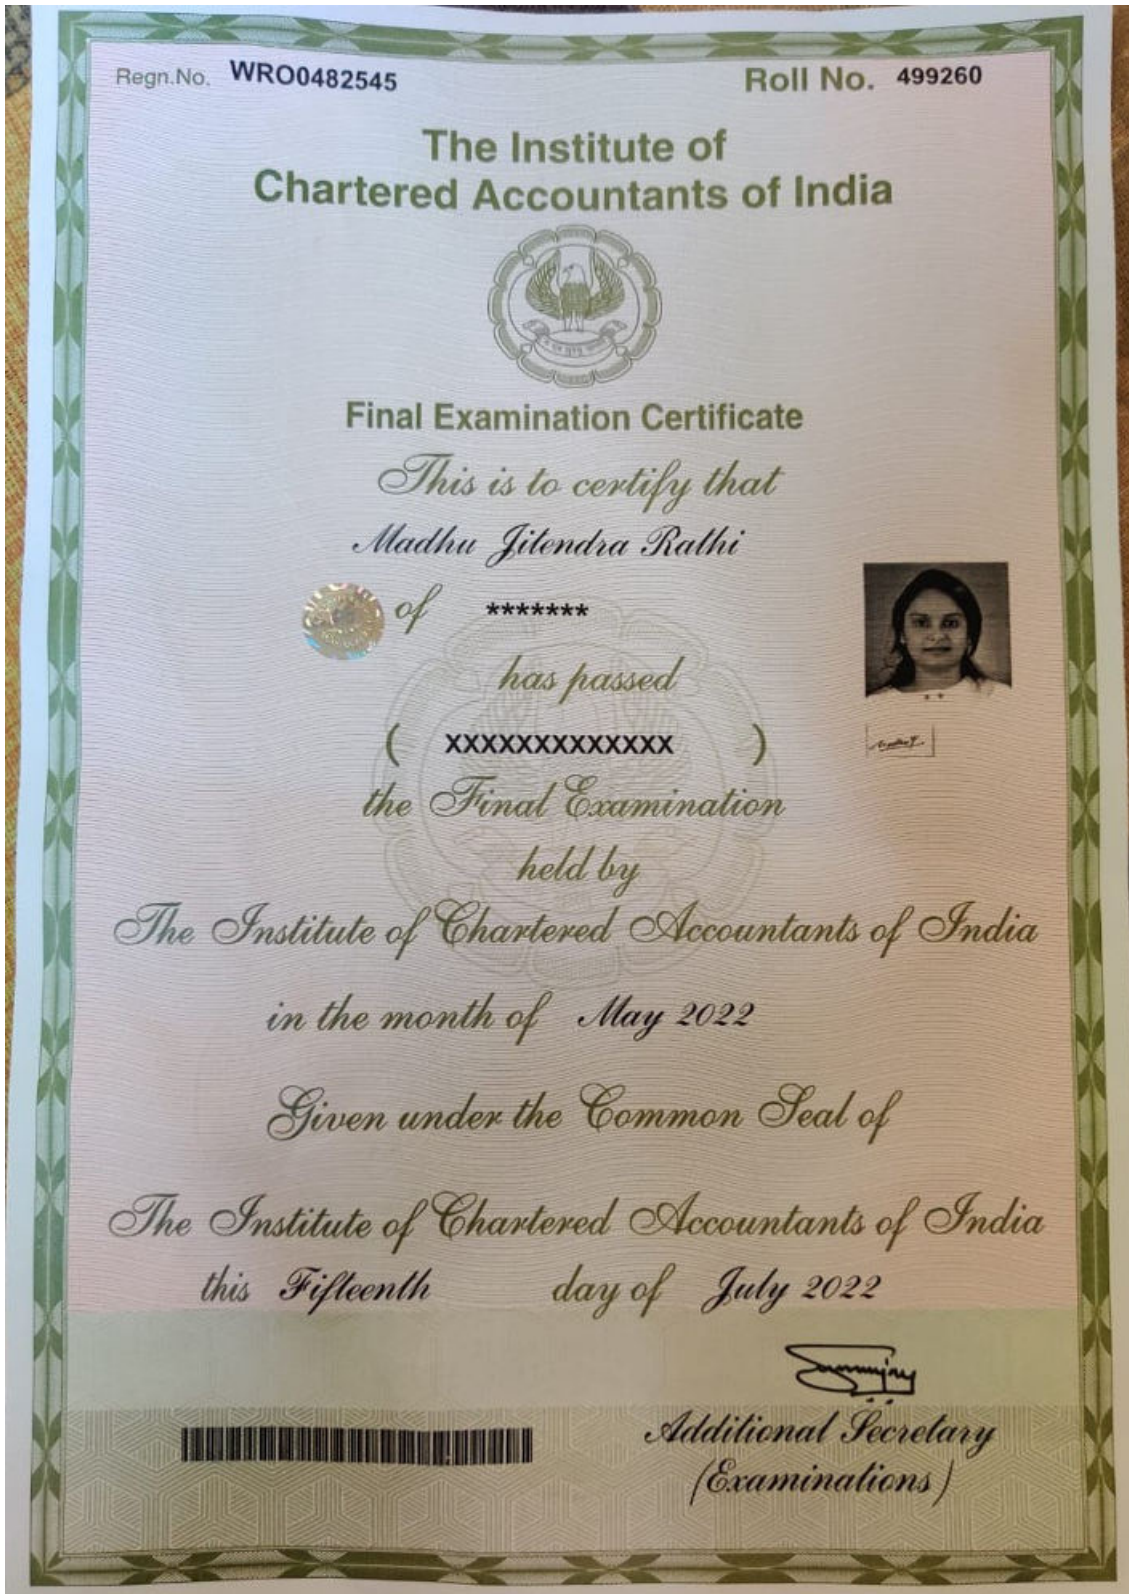 Regn.No. WRO0482545 Roll No. 499260
The Institute of
Chartered Accountants of India
Final Examination Certificate
This is to certify that
Madhu Jitendra Rathi
of *******
has passed
( XXXXXXXXXXXXX )
the Final Examination
held by
The Institute of Chartered Accountants of India
in the month of May 2022
Given under the Common Seal of
The Institute of Chartered Accountants of India
this Fifteenth day of July 2022
Additional Secretary
(Examinations)